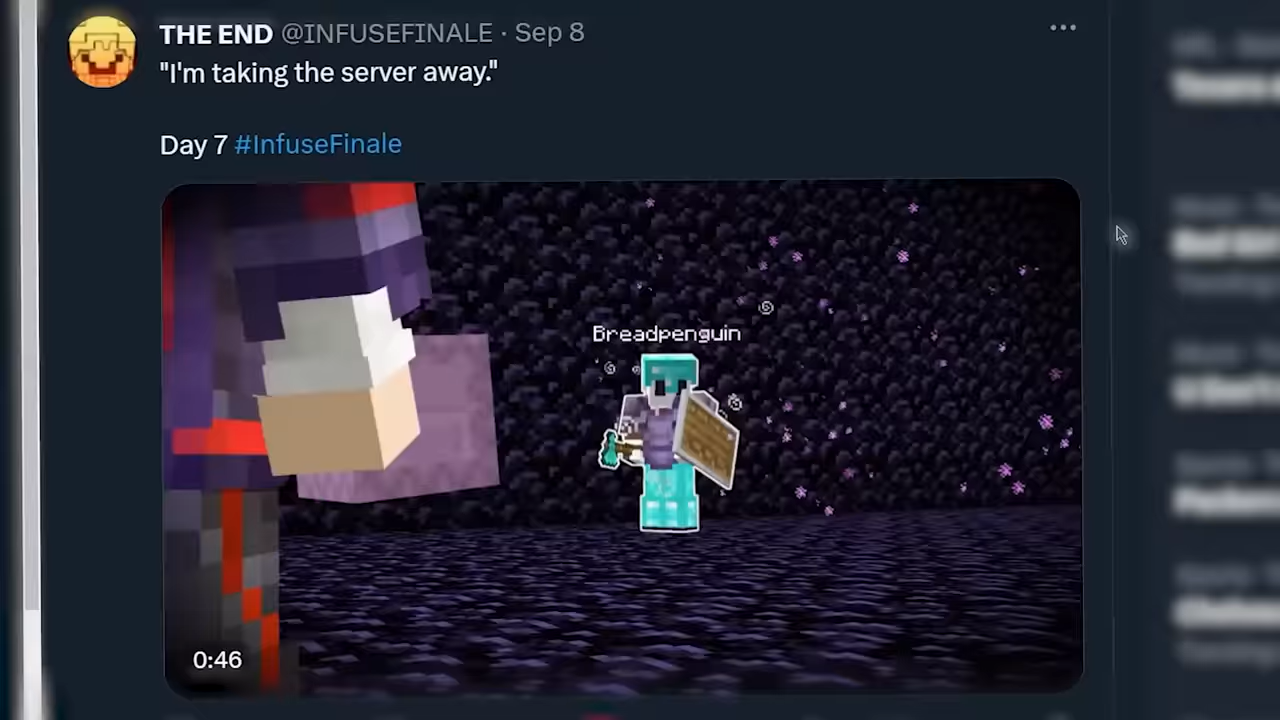 THE END @INFUSEFINALE · Sep 8
"I'm taking the server away."
Day 7 #InfuseFinale
Breadpenguin
0:46